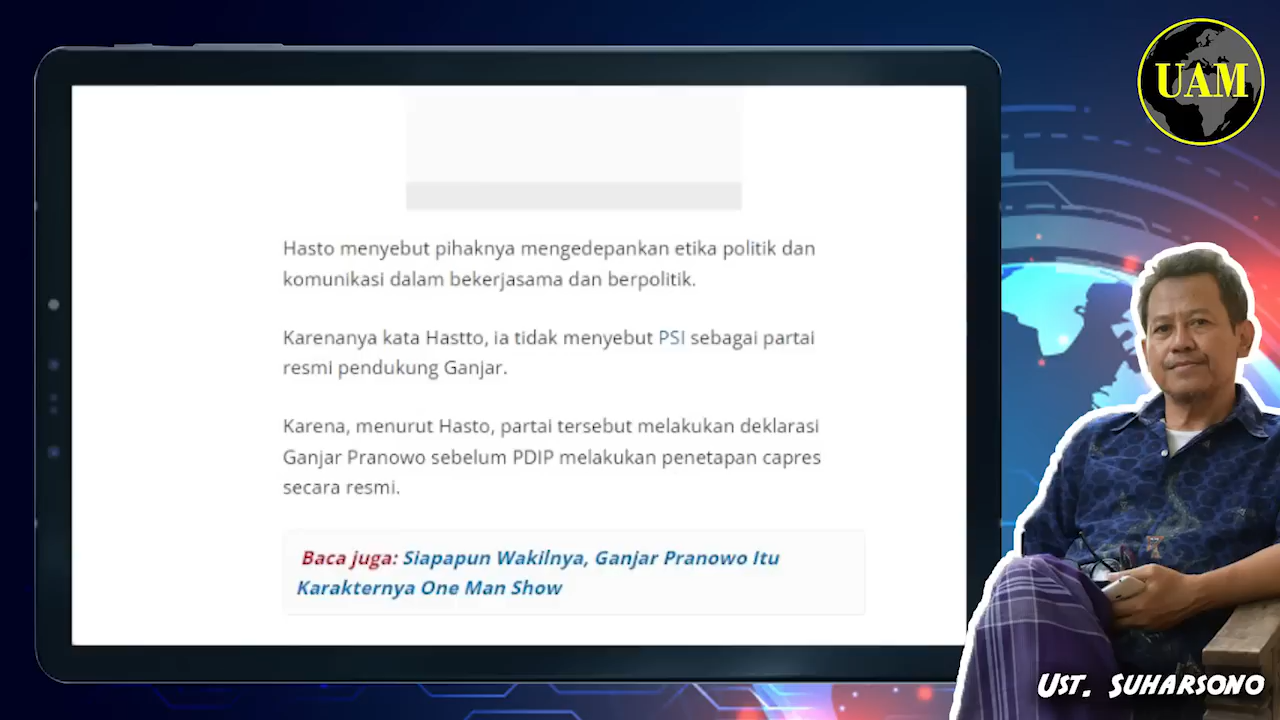 UAM
Hasto menyebut pihaknya mengedepankan etika politik dan
komunikasi dalam bekerjasama dan berpolitik.
Karenanya kata Hastto, ia tidak menyebut PSI sebagai partai
resmi pendukung Ganjar.
Karena, menurut Hasto, partai tersebut melakukan deklarasi
Ganjar Pranowo sebelum PDIP melakukan penetapan capres
secara resmi.
Baca juga: Siapapun Wakilnya, Ganjar Pranowo Itu
Karakternya One Man Show
UST. SUHARSONO